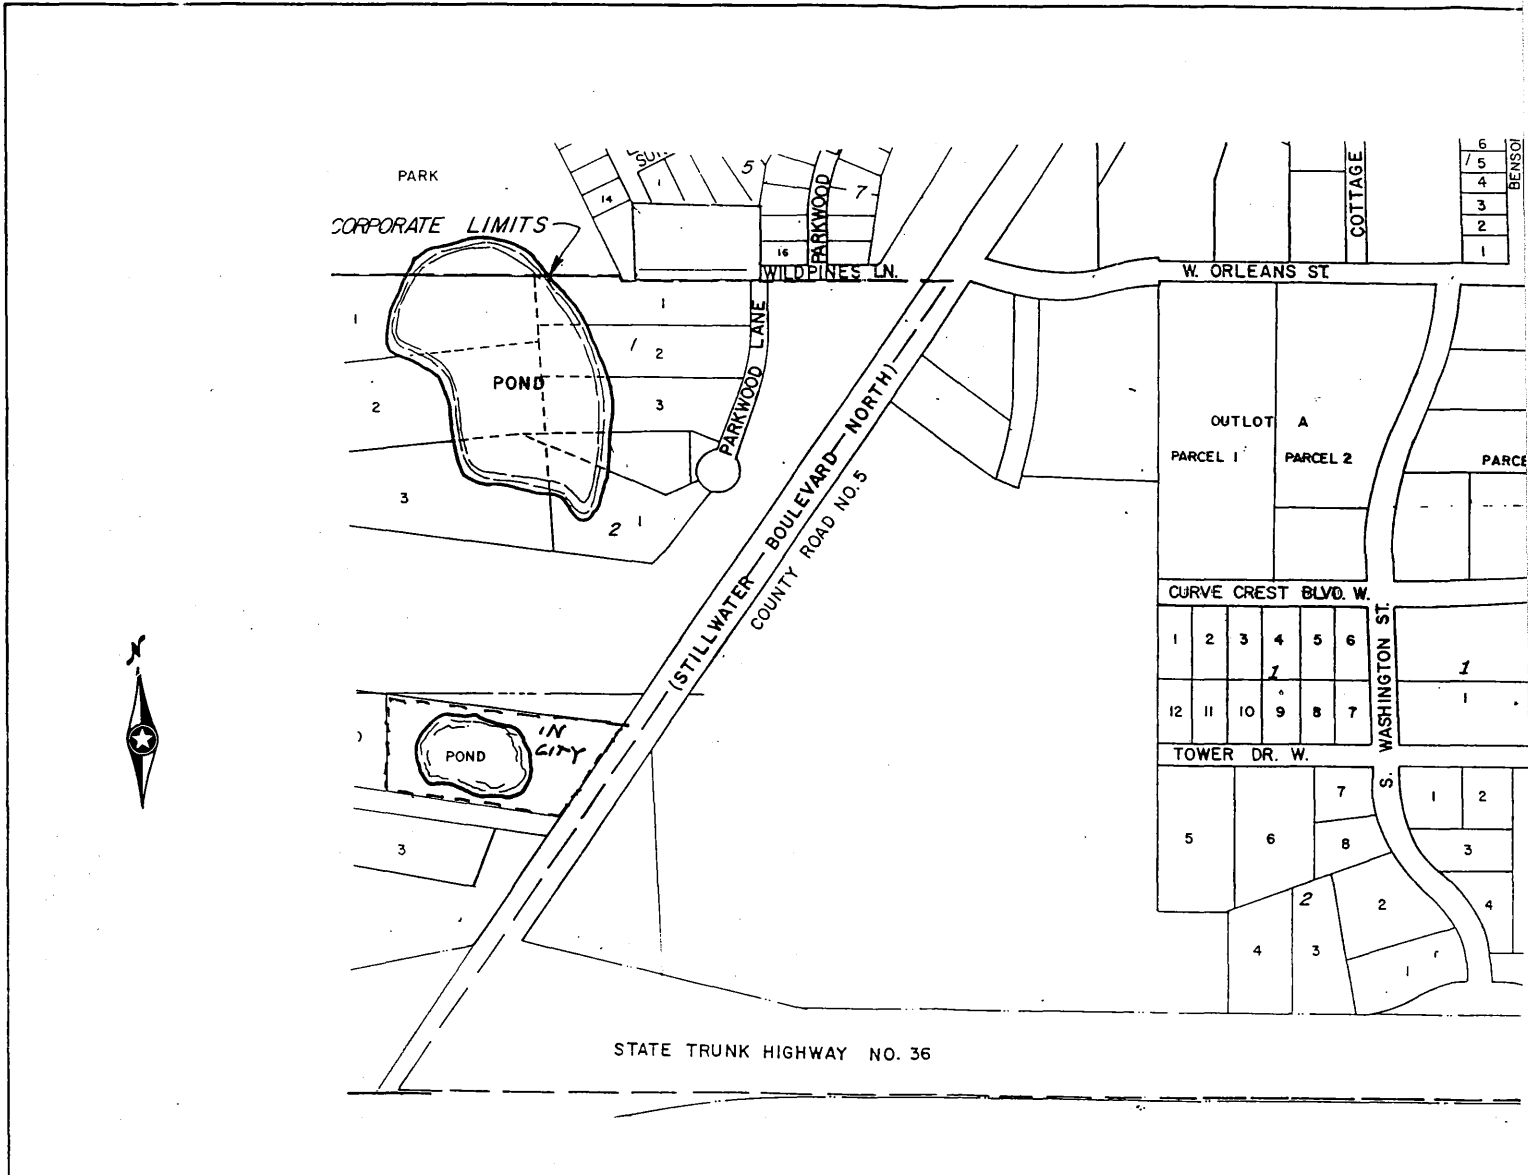 PARK
CORPORATE LIMITS
14
1
5
7
16
PARKWOOD
WILDPINES LN.
COTTAGE
6
1 5
4
3
2
1
W. ORLEANS ST.
1
1
1
2
POND
2
3
PARKWOOD LANE
3
2 1
OUTLOT A
PARCEL 1
PARCEL 2
(STILLWATER BOULEVARD NORTH)
COUNTY ROAD NO. 5
CURVE CREST BLVD. W.
1 2 3 4 5 6
1
12 11 10 9 8 7
1
1
S. WASHINGTON ST.
TOWER DR. W.
N
POND
IN
CITY
3
5
6
7
8
1
2
3
4
2
2
4
3
1
STATE TRUNK HIGHWAY NO. 36